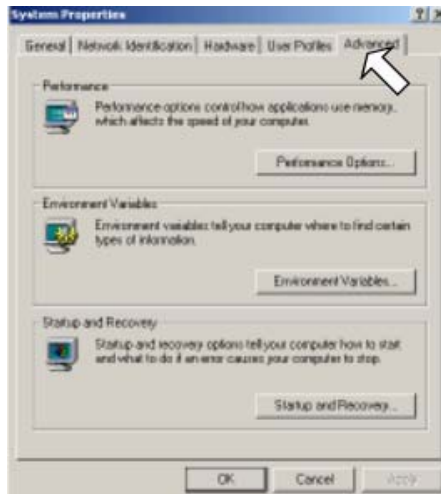 System Properties
General Network Identification Hardware User Profiles Advanced
Performance
Performance options control how applications use memory, which affects the speed of your computer.
Performance Options...
Environment Variables
Environment variables tell your computer where to find certain types of information.
Environment Variables...
Startup and Recovery
Startup and recovery options tell your computer how to start and what to do if an error causes your computer to stop.
Startup and Recovery...
OK Cancel Apply